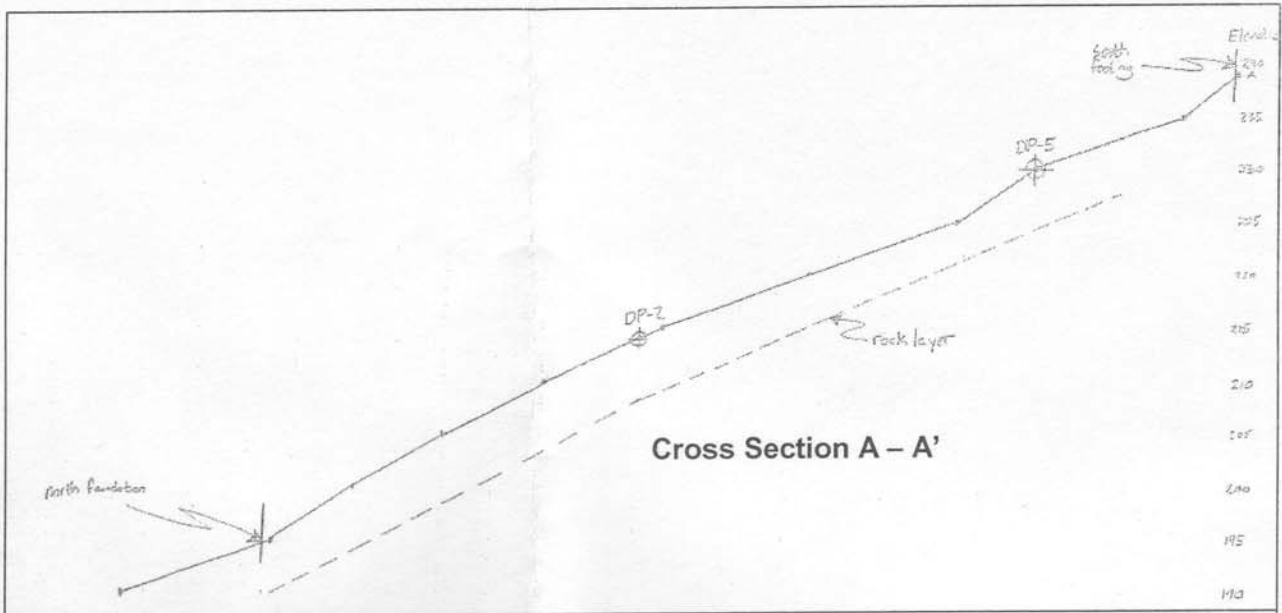 South
footing
240
A
235
DP-5
230
225
220
DP-2
215
rock layer
210
Cross Section A – A’
205
north foundation
200
195
190